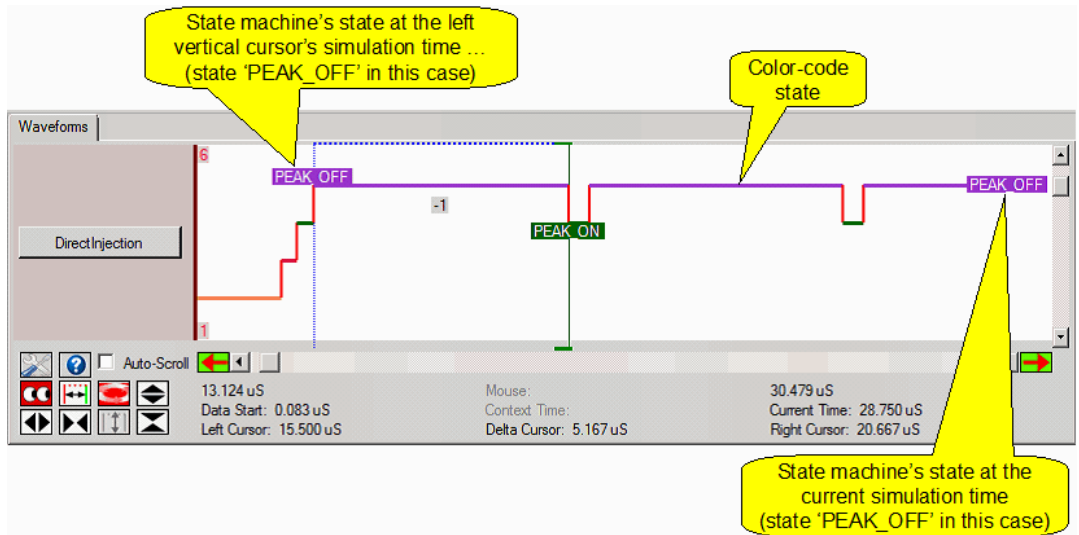 State machine's state at the left
vertical cursor's simulation time ...
(state 'PEAK_OFF' in this case)
Color-code
state
Waveforms
6
PEAK_OFF
PEAK_OFF
-1
PEAK_ON
DirectInjection
1
Auto-Scroll
13.124 uS
Mouse:
30.479 uS
Data Start: 0.083 uS
Context Time:
Current Time: 28.750 uS
Left Cursor: 15.500 uS
Delta Cursor: 5.167 uS
Right Cursor: 20.667 uS
State machine's state at the
current simulation time
(state 'PEAK_OFF' in this case)